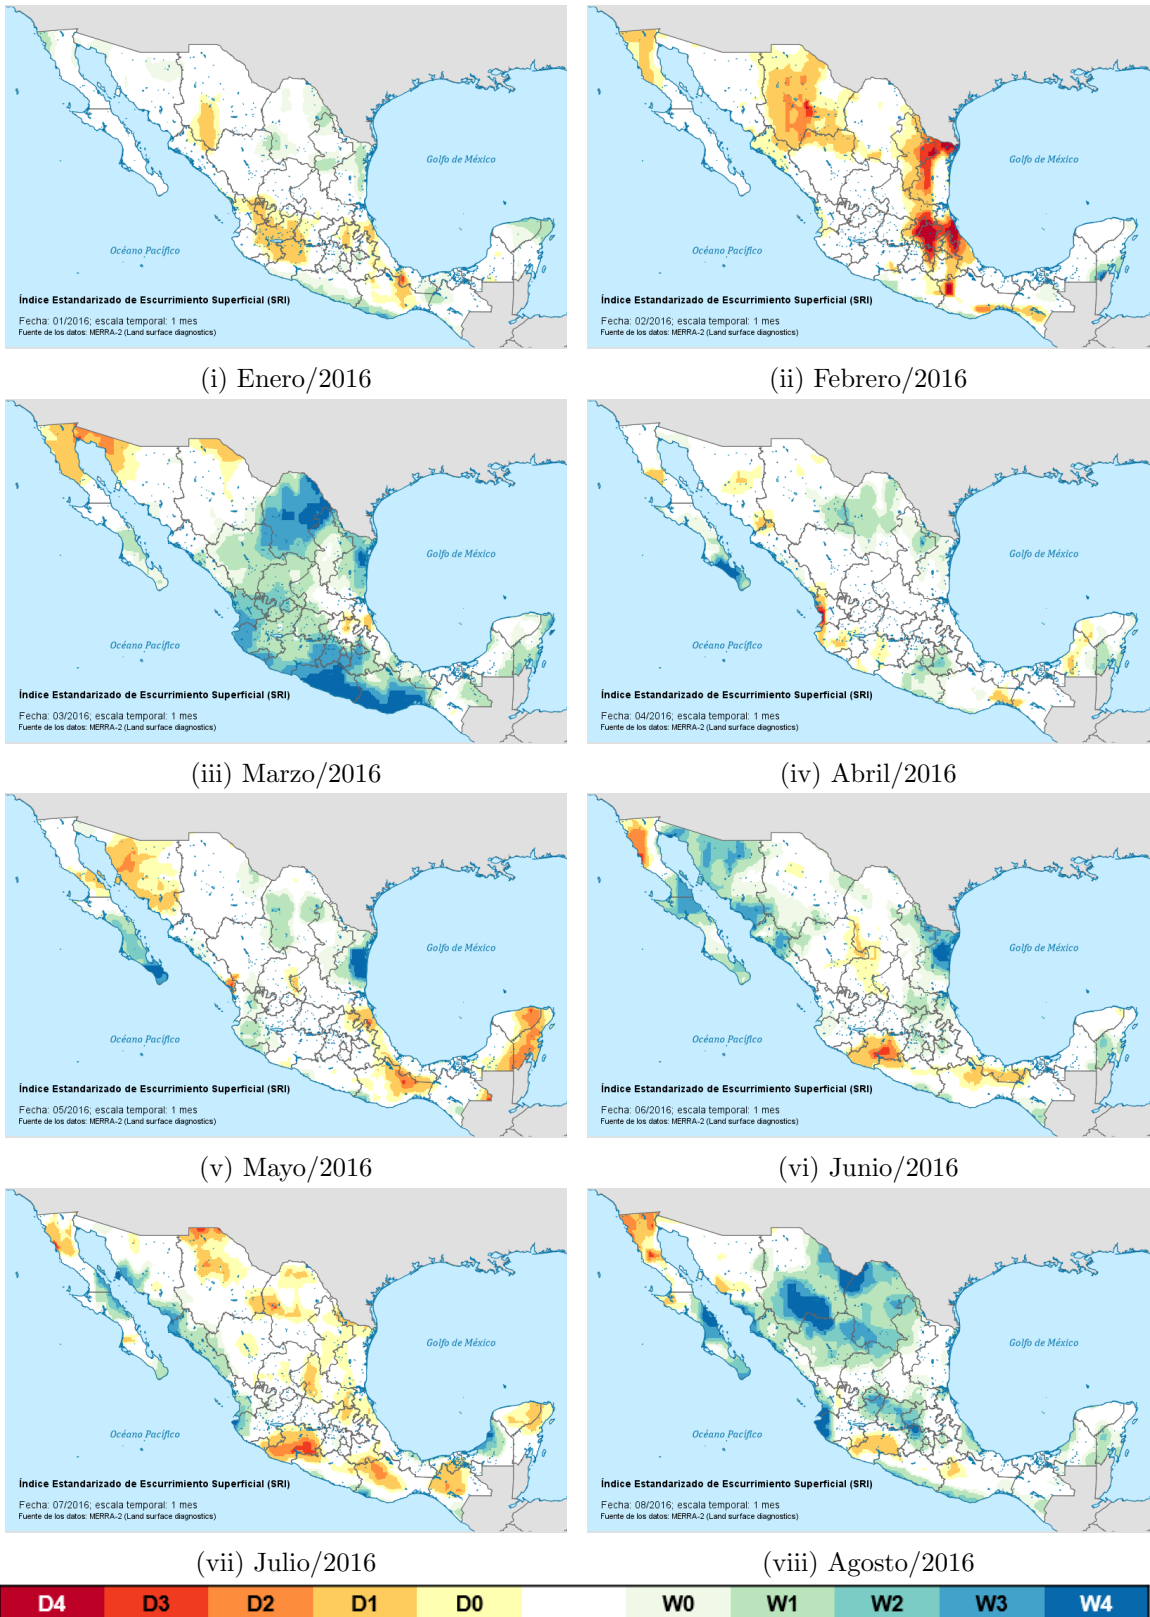 Golfo de México
Océano Pacífico
Índice Estandarizado de Escurrimiento Superficial (SRI)
Fecha: 01/2016; escala temporal: 1 mes
Fuente de los datos: MERRA-2 (Land surface diagnostics)
(i) Enero/2016
Golfo de México
Océano Pacífico
Índice Estandarizado de Escurrimiento Superficial (SRI)
Fecha: 02/2016; escala temporal: 1 mes
Fuente de los datos: MERRA-2 (Land surface diagnostics)
(ii) Febrero/2016
Golfo de México
Océano Pacífico
Índice Estandarizado de Escurrimiento Superficial (SRI)
Fecha: 03/2016; escala temporal: 1 mes
Fuente de los datos: MERRA-2 (Land surface diagnostics)
(iii) Marzo/2016
Golfo de México
Océano Pacífico
Índice Estandarizado de Escurrimiento Superficial (SRI)
Fecha: 04/2016; escala temporal: 1 mes
Fuente de los datos: MERRA-2 (Land surface diagnostics)
(iv) Abril/2016
Golfo de México
Océano Pacífico
Índice Estandarizado de Escurrimiento Superficial (SRI)
Fecha: 05/2016; escala temporal: 1 mes
Fuente de los datos: MERRA-2 (Land surface diagnostics)
(v) Mayo/2016
Golfo de México
Océano Pacífico
Índice Estandarizado de Escurrimiento Superficial (SRI)
Fecha: 06/2016; escala temporal: 1 mes
Fuente de los datos: MERRA-2 (Land surface diagnostics)
(vi) Junio/2016
Golfo de México
Océano Pacífico
Índice Estandarizado de Escurrimiento Superficial (SRI)
Fecha: 07/2016; escala temporal: 1 mes
Fuente de los datos: MERRA-2 (Land surface diagnostics)
(vii) Julio/2016
Golfo de México
Océano Pacífico
Índice Estandarizado de Escurrimiento Superficial (SRI)
Fecha: 08/2016; escala temporal: 1 mes
Fuente de los datos: MERRA-2 (Land surface diagnostics)
(viii) Agosto/2016
D4 D3 D2 D1 D0 W0 W1 W2 W3 W4